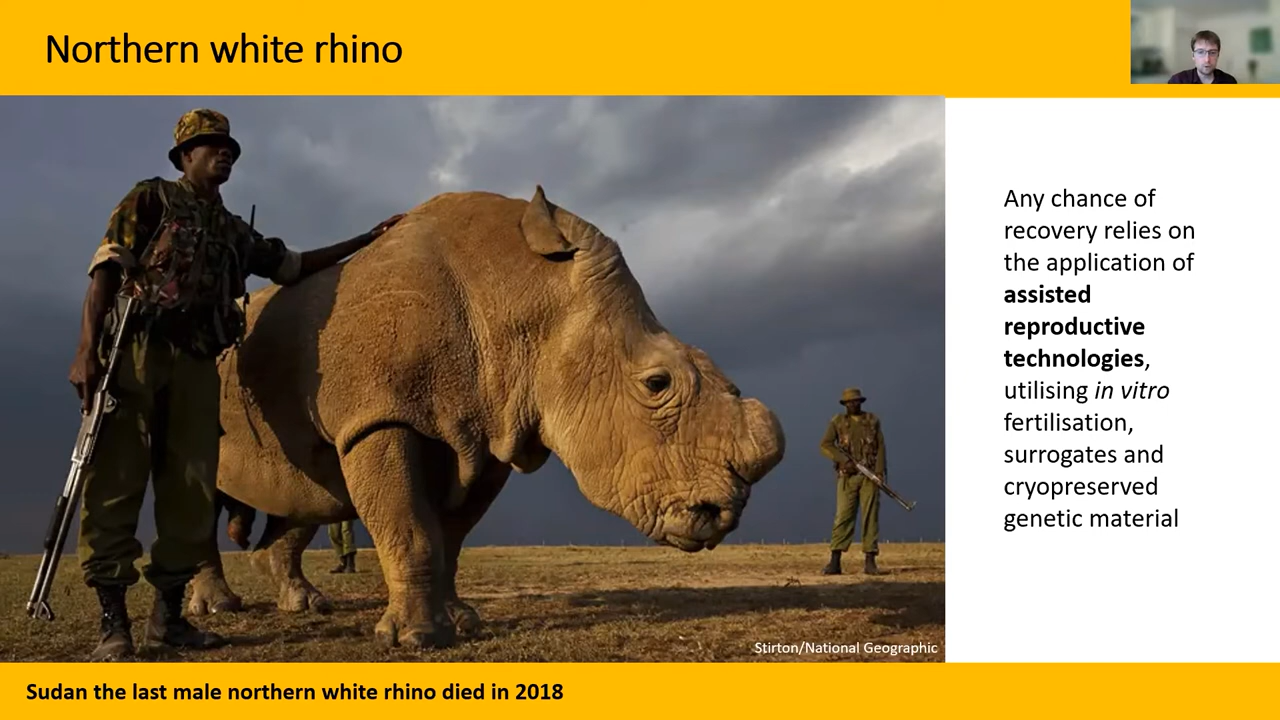 Northern white rhino
Any chance of
recovery relies on
the application of
assisted
reproductive
technologies,
utilising in vitro
fertilisation,
surrogates and
cryopreserved
genetic material
Stirton/National Geographic
Sudan the last male northern white rhino died in 2018